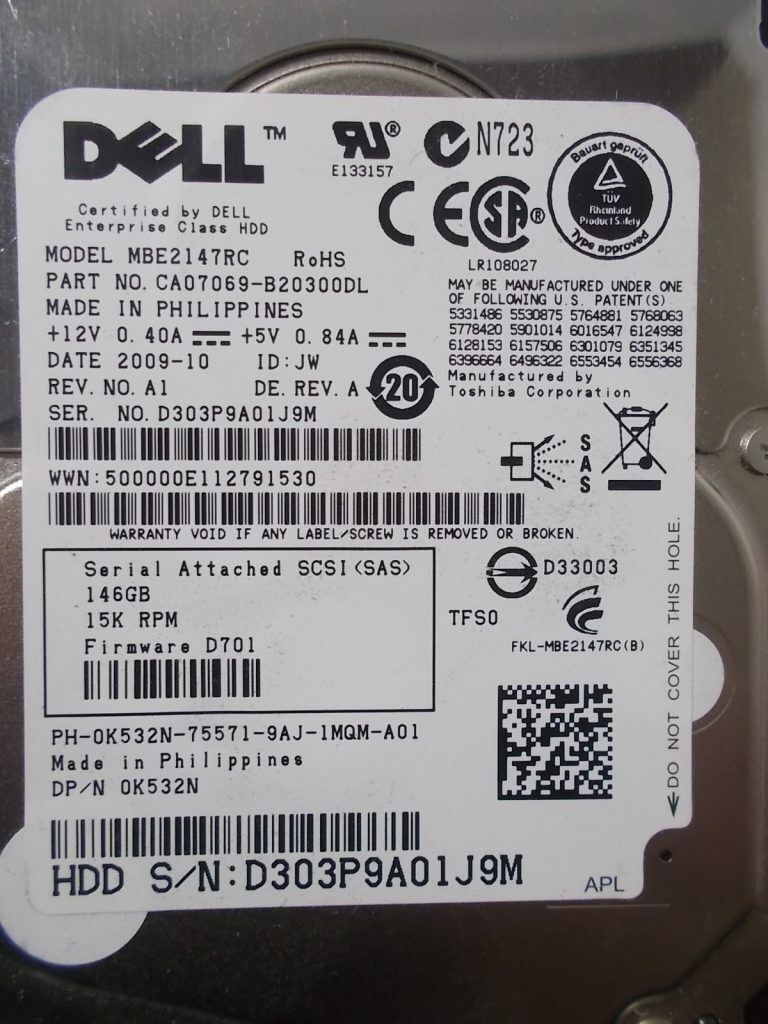 DELL™
Certified by DELL
Enterprise Class HDD
RU®
E133157
N723
CE
SA®
LR108027
Bauart geprüft
TÜV
Rheinland
Product Safety
Type approved
MODEL MBE2147RC RoHS
PART NO. CA07069-B20300DL
MADE IN PHILIPPINES
+12V 0.40A +5V 0.84A
DATE 2009-10 ID:JW
REV. NO. A1 DE. REV. A
20
SER. NO. D303P9A01J9M
MAY BE MANUFACTURED UNDER ONE
OF FOLLOWING U.S. PATENT(S)
5331486 5530875 5764881 5768063
5778420 5901014 6016547 6124998
6128153 6157506 6301079 6351345
6396664 6496322 6553454 6556368
Manufactured by
Toshiba Corporation
WWN:500000E112791530
SAS
WARRANTY VOID IF ANY LABEL/SCREW IS REMOVED OR BROKEN.
Serial Attached SCSI(SAS)
146GB
15K RPM
Firmware D701
D33003
TFSO
FKL-MBE2147RC(B)
DO NOT COVER THIS HOLE.
PH-0K532N-75571-9AJ-1MQM-A01
Made in Philippines
DP/N 0K532N
HDD S/N:D303P9A01J9M
APL